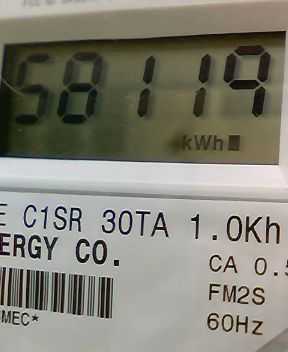 58119
kWh
E C1SR 30TA 1.0Kh
ERGY CO.
CA 0.5
FM2S
MEC*
60Hz